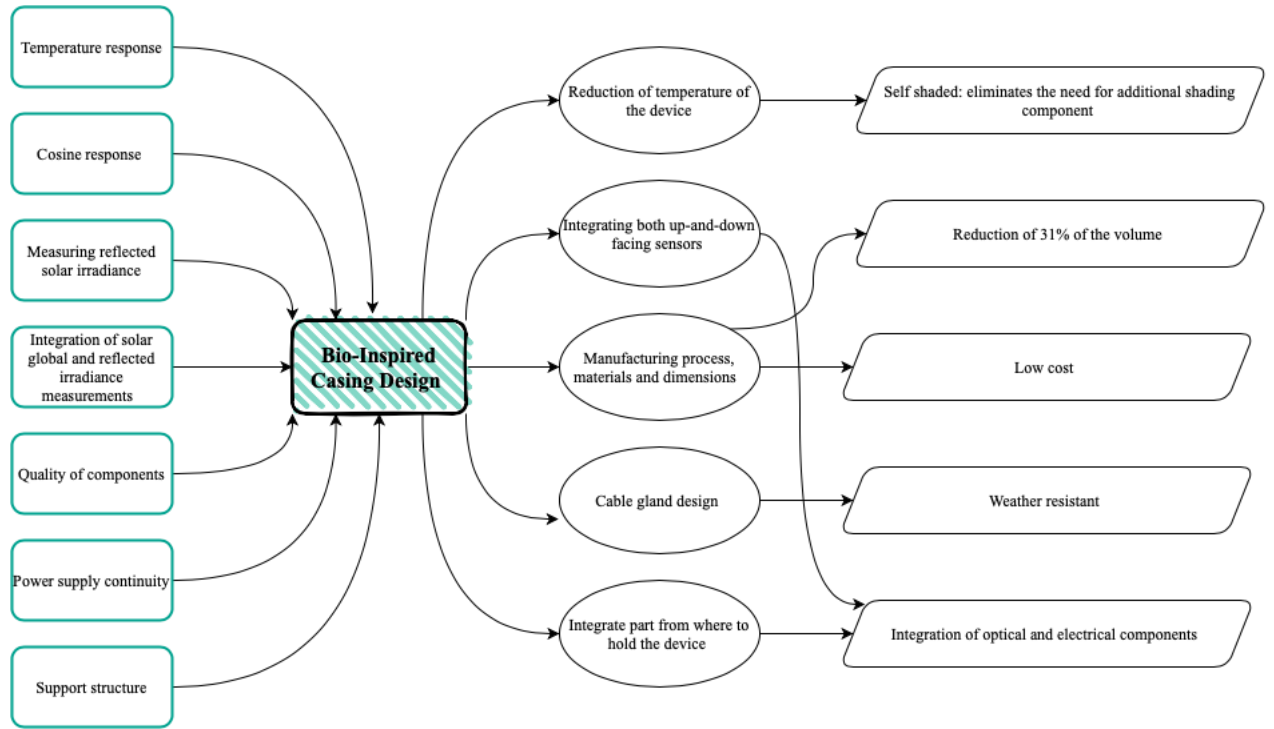 Temperature response
Cosine response
Measuring reflected
solar irradiance
Integration of solar
global and reflected
irradiance
measurements
Quality of components
Power supply continuity
Support structure
Bio-Inspired
Casing Design
Reduction of temperature of
the device
Integrating both up-and-down
facing sensors
Manufacturing process,
materials and dimensions
Cable gland design
Integrate part from where to
hold the device
Self shaded: eliminates the need for additional shading
component
Reduction of 31% of the volume
Low cost
Weather resistant
Integration of optical and electrical components